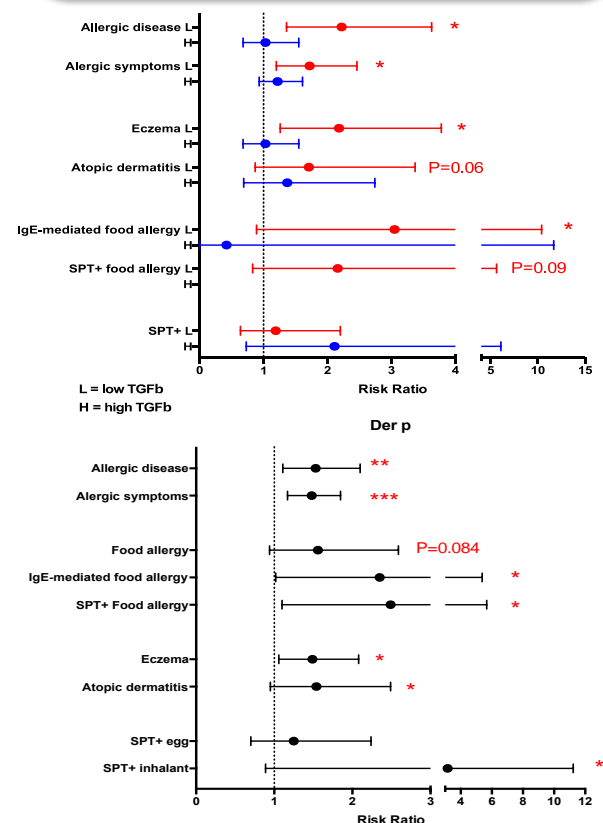 Allergic disease L *
H
Alergic symptoms L *
H
Eczema L *
H
Atopic dermatitis L P=0.06
H
IgE-mediated food allergy L *
H
SPT+ food allergy L P=0.09
H
SPT+ L
H
0 1 2 3 4 5 10 15
L = low TGFb Risk Ratio
H = high TGFb
Der p
Allergic disease **
Alergic symptoms ***
Food allergy P=0.084
IgE-mediated food allergy *
SPT+ Food allergy *
Eczema *
Atopic dermatitis *
SPT+ egg
SPT+ inhalant *
0 1 2 3 4 6 8 10 12
Risk Ratio